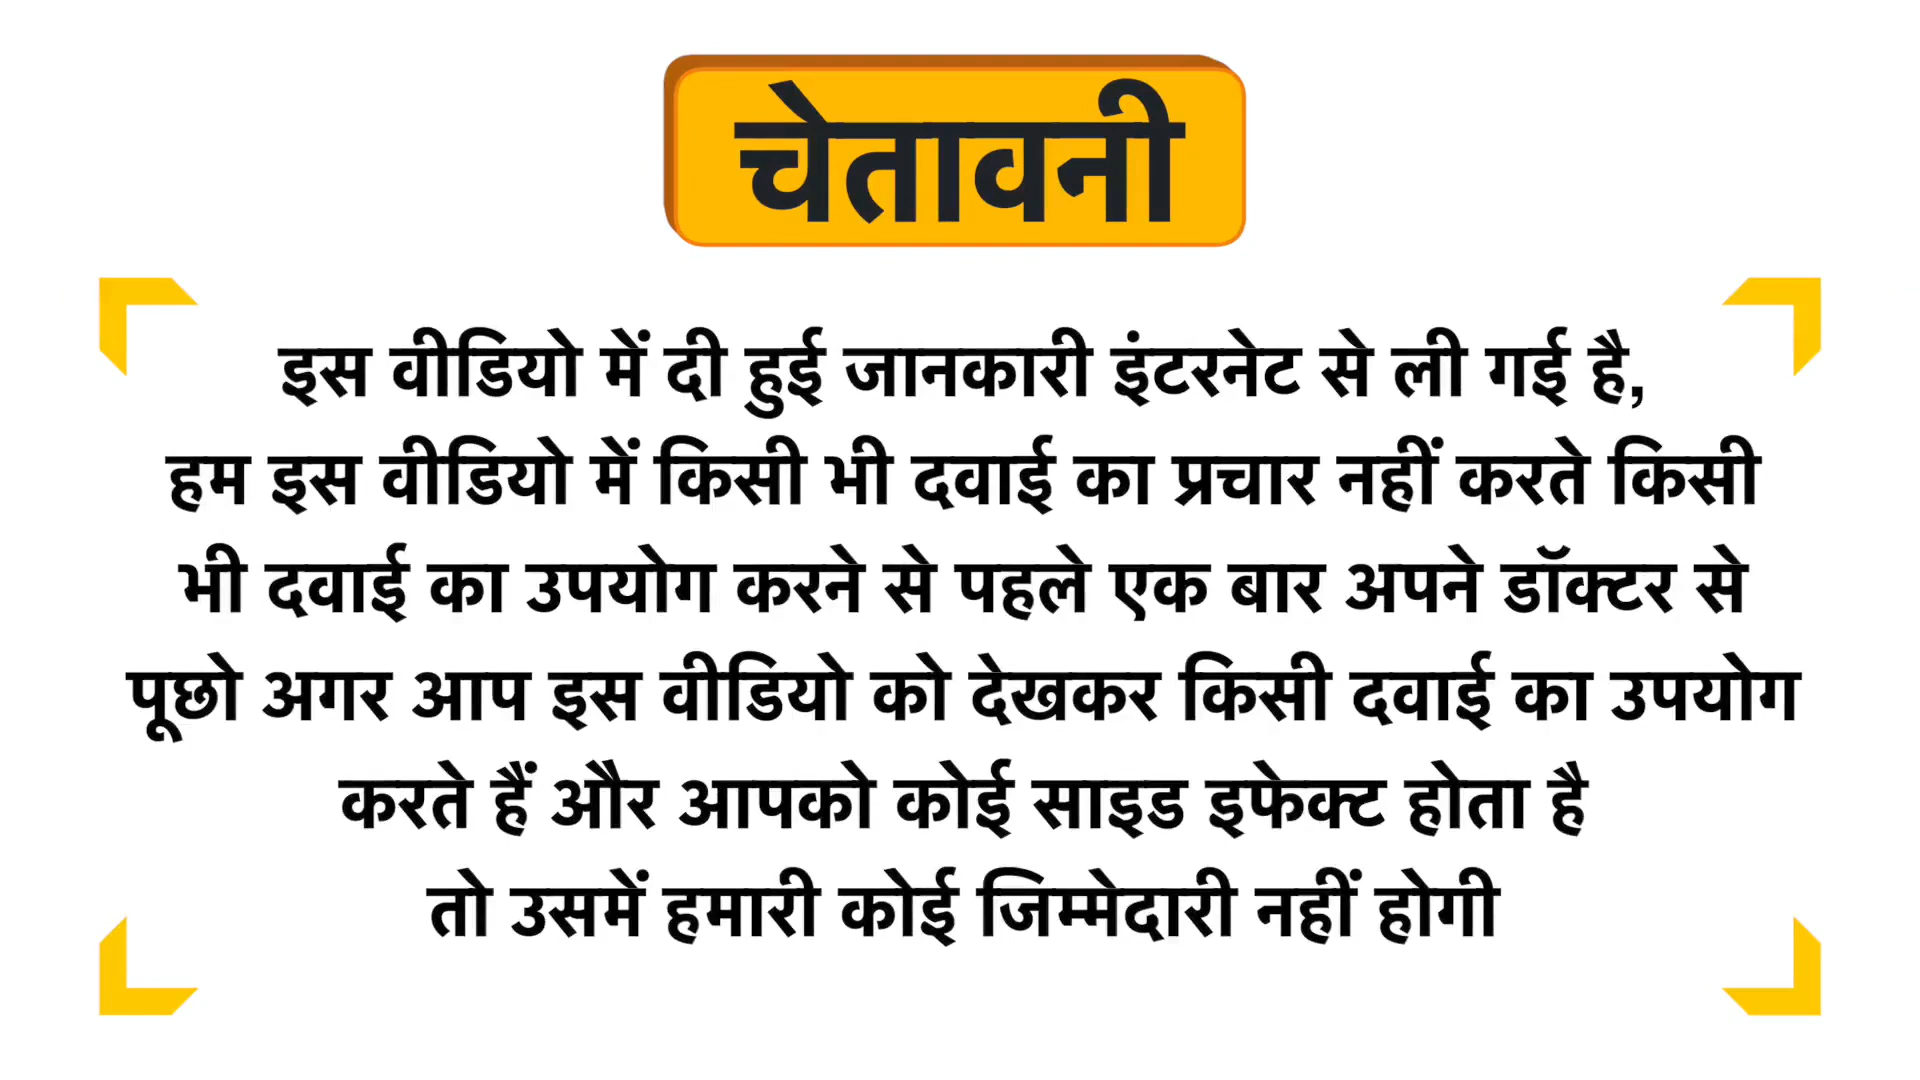 चेतावनी
इस वीडियो में दी हुई जानकारी इंटरनेट से ली गई है,
हम इस वीडियो में किसी भी दवाई का प्रचार नहीं करते किसी
भी दवाई का उपयोग करने से पहले एक बार अपने डॉक्टर से
पूछो अगर आप इस वीडियो को देखकर किसी दवाई का उपयोग
करते हैं और आपको कोई साइड इफेक्ट होता है
तो उसमें हमारी कोई जिम्मेदारी नहीं होगी